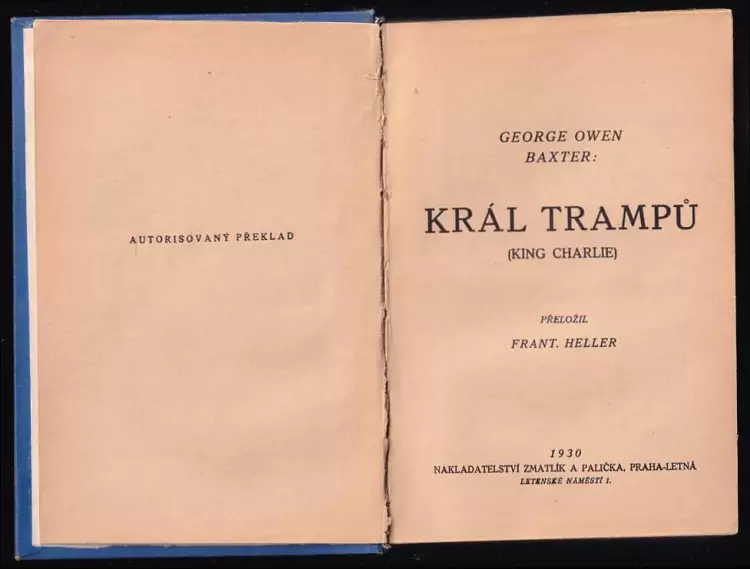 AUTORISOVANÝ PŘEKLAD
GEORGE OWEN
BAXTER:
KRÁL TRAMPŮ
(KING CHARLIE)
PŘELOŽIL
FRANT. HELLER
1930
NAKLADATELSTVÍ ZMATLÍK A PALIČKA, PRAHA-LETNÁ
LETENSKÉ NÁMĚSTÍ 1.